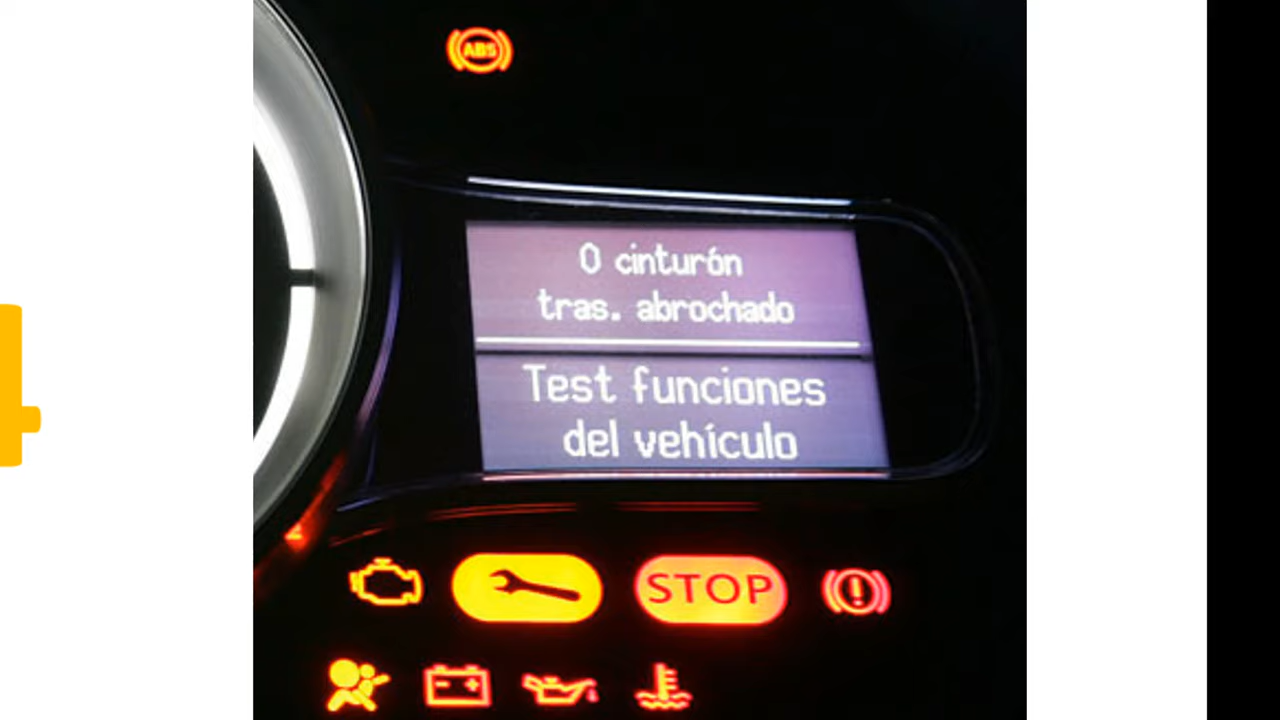 ABS
0 cinturón
tras. abrochado
Test funciones
del vehículo
STOP